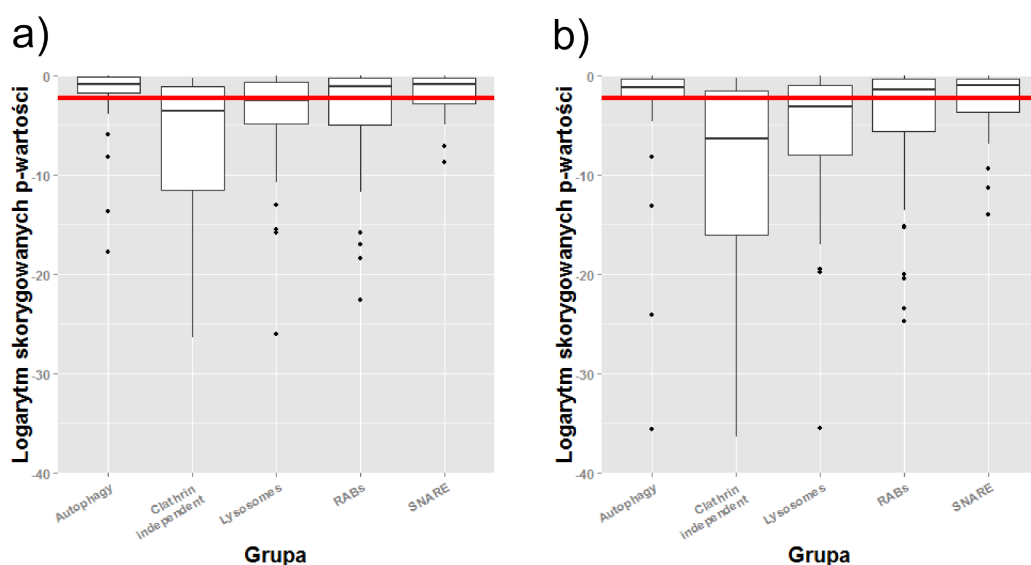 a)
Logarytm skorygowanych p-wartości
0
-10
-20
-30
-40
Autophagy
Clathrin
independent
Lysosomes
RABs
SNARE
Grupa
b)
Logarytm skorygowanych p-wartości
0
-10
-20
-30
-40
Autophagy
Clathrin
independent
Lysosomes
RABs
SNARE
Grupa